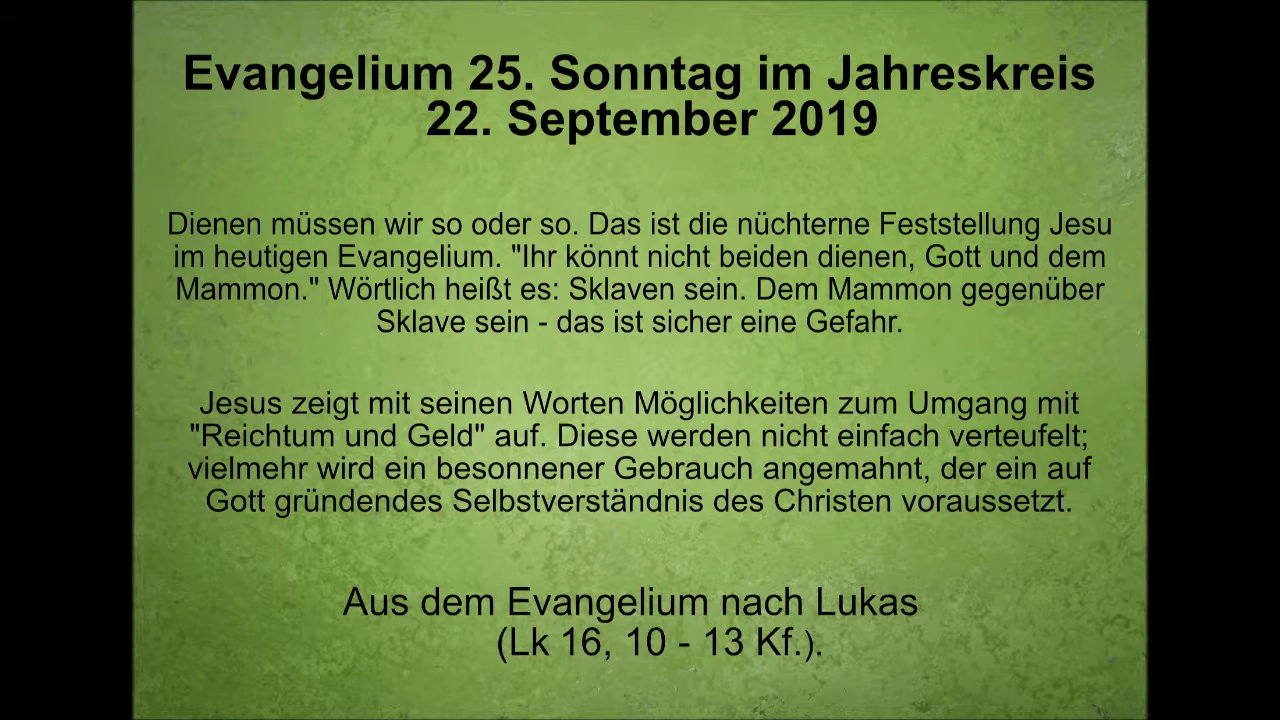 Evangelium 25. Sonntag im Jahreskreis
22. September 2019
Dienen müssen wir so oder so. Das ist die nüchterne Feststellung Jesu
im heutigen Evangelium. "Ihr könnt nicht beiden dienen, Gott und dem
Mammon." Wörtlich heißt es: Sklaven sein. Dem Mammon gegenüber
Sklave sein - das ist sicher eine Gefahr.
Jesus zeigt mit seinen Worten Möglichkeiten zum Umgang mit
"Reichtum und Geld" auf. Diese werden nicht einfach verteufelt;
vielmehr wird ein besonnener Gebrauch angemahnt, der ein auf
Gott gründendes Selbstverständnis des Christen voraussetzt.
Aus dem Evangelium nach Lukas
(Lk 16, 10 - 13 Kf.).